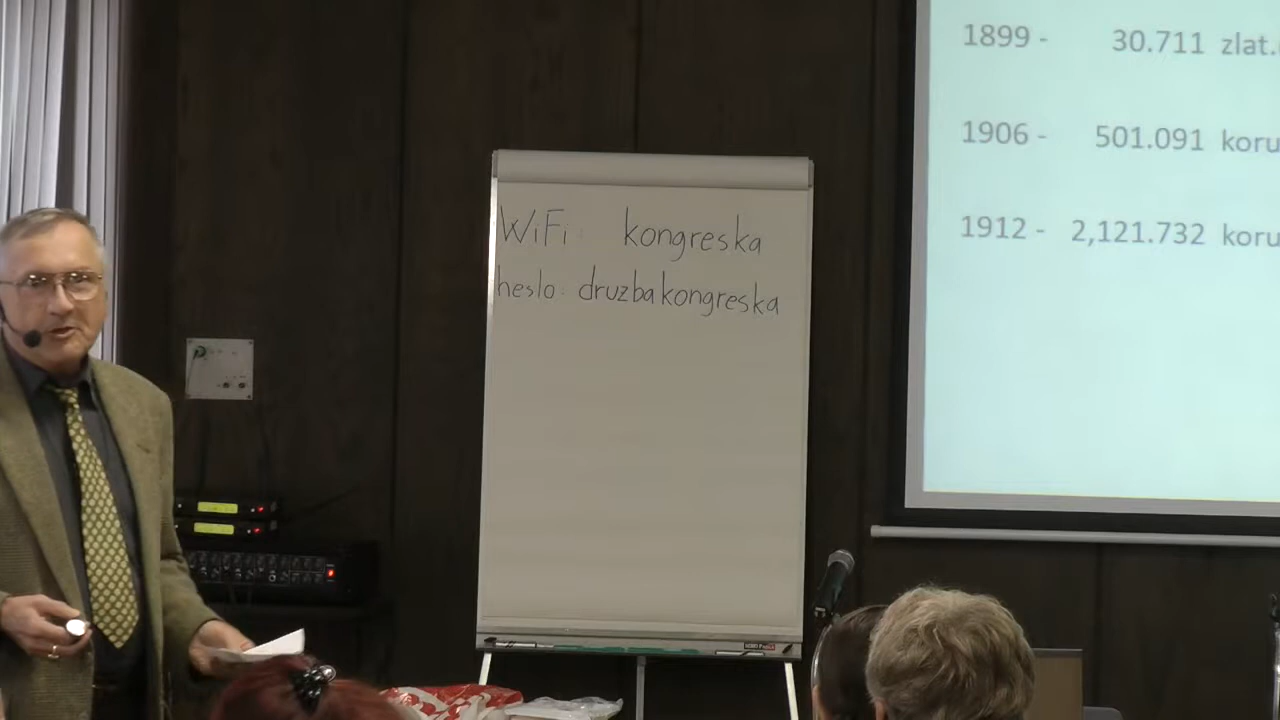 WiFi: kongreska
heslo: druzbakongreska
1899 - 30.711 zlat.
1906 - 501.091 koru
1912 - 2,121.732 koru